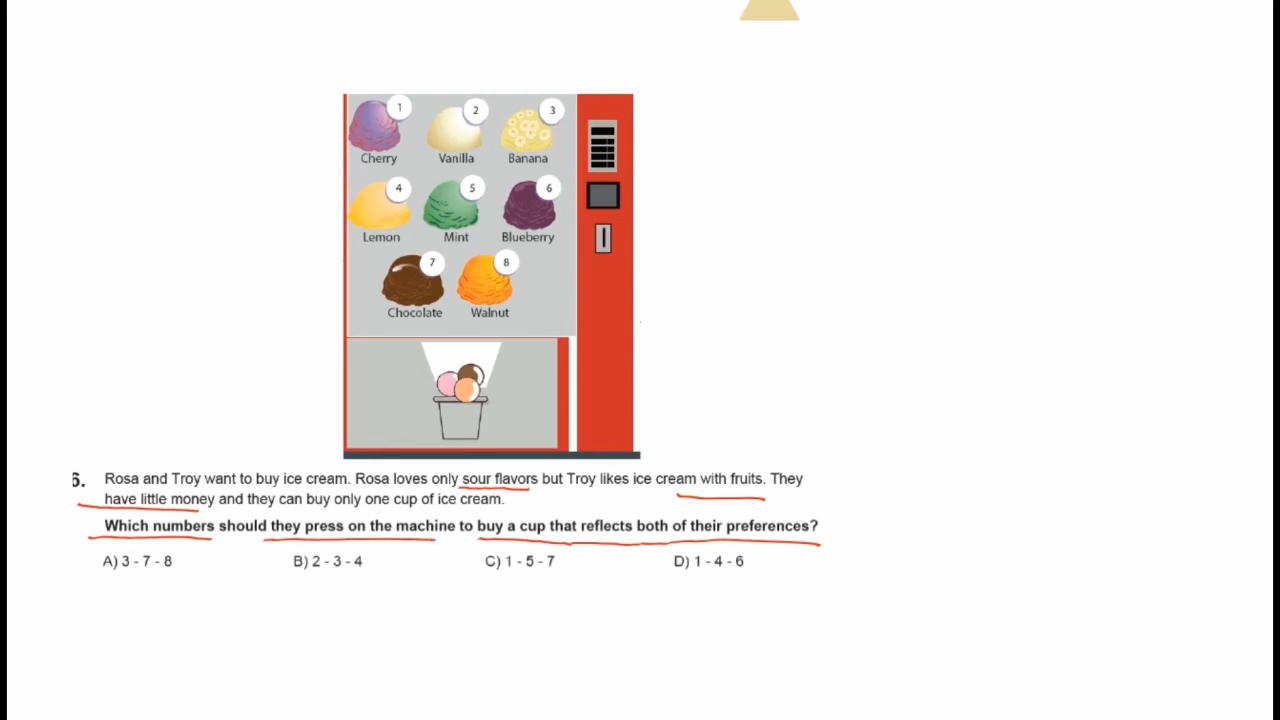 1
2
3
Cherry
Vanilla
Banana
4
5
6
Lemon
Mint
Blueberry
7
8
Chocolate
Walnut
6. Rosa and Troy want to buy ice cream. Rosa loves only sour flavors but Troy likes ice cream with fruits. They
have little money and they can buy only one cup of ice cream.
Which numbers should they press on the machine to buy a cup that reflects both of their preferences?
A) 3 - 7 - 8 B) 2 - 3 - 4 C) 1 - 5 - 7 D) 1 - 4 - 6